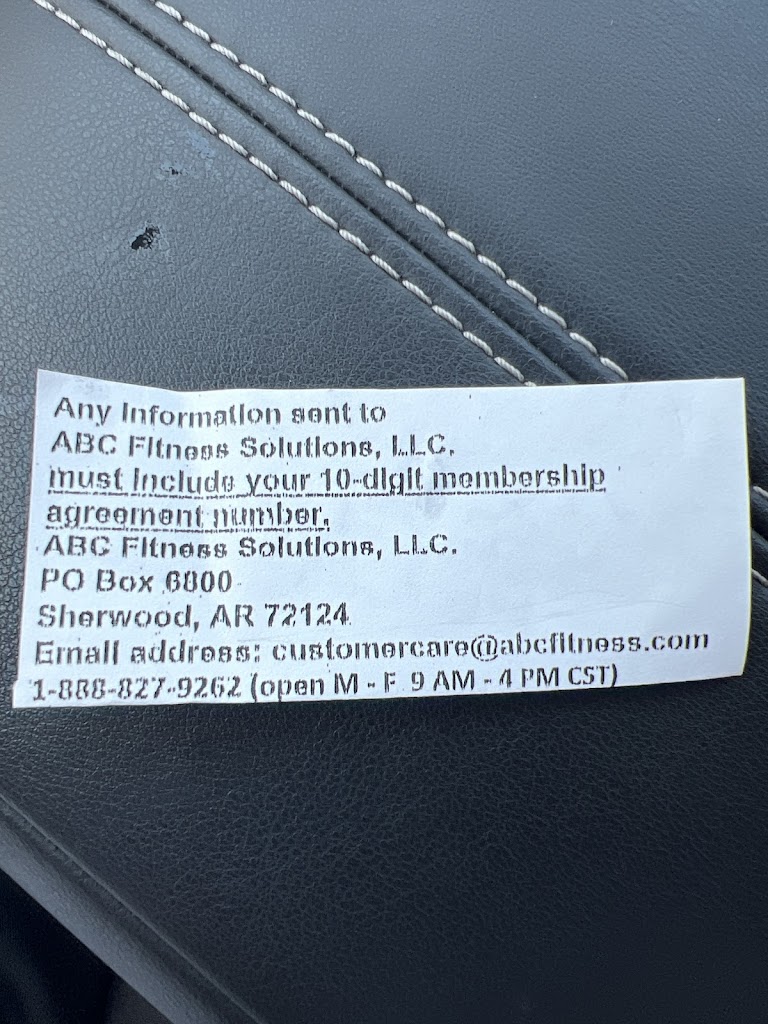 Any Information sent to
ABC Fitness Solutions, LLC.
must include your 10-digit membership
agreement number.
ABC Fitness Solutions, LLC.
PO Box 6800
Sherwood, AR 72124
Email address: customercare@abcfitness.com
1-888-827-9262 (open M - F 9 AM - 4 PM CST)